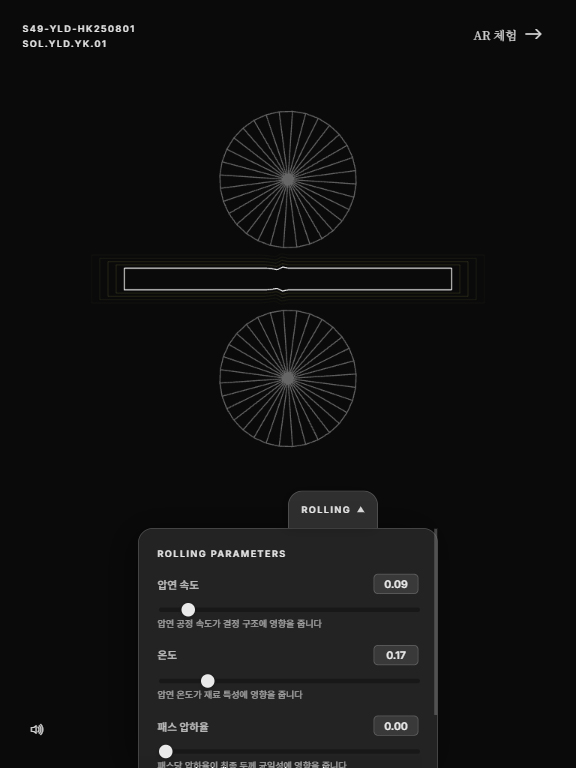 S49-YLD-HK250801
SOL.YLD.YK.01
AR 체험
ROLLING
ROLLING PARAMETERS
압연 속도
0.09
압연 공정 속도가 결정 구조에 영향을 줍니다
온도
0.17
압연 온도가 재료 특성에 영향을 줍니다
패스 압하율
0.00
패스당 압하율이 최종 두께 균일성에 영향을 줍니다